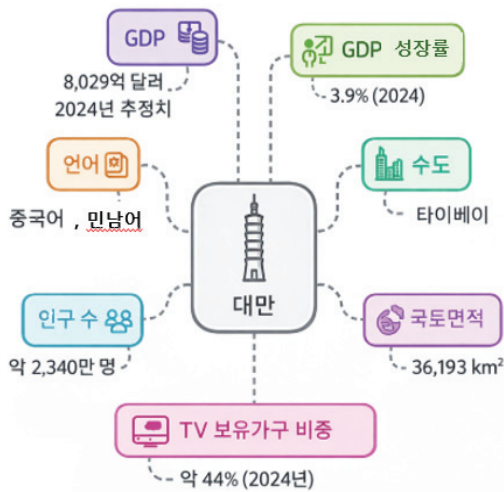 GDP
8,029억 달러
2024년 추정치
GDP 성장률
3.9% (2024)
언어
중국어 , 민남어
수도
타이베이
대만
인구 수
약 2,340만 명
국토면적
36,193 km²
TV 보유가구 비중
약 44% (2024년)